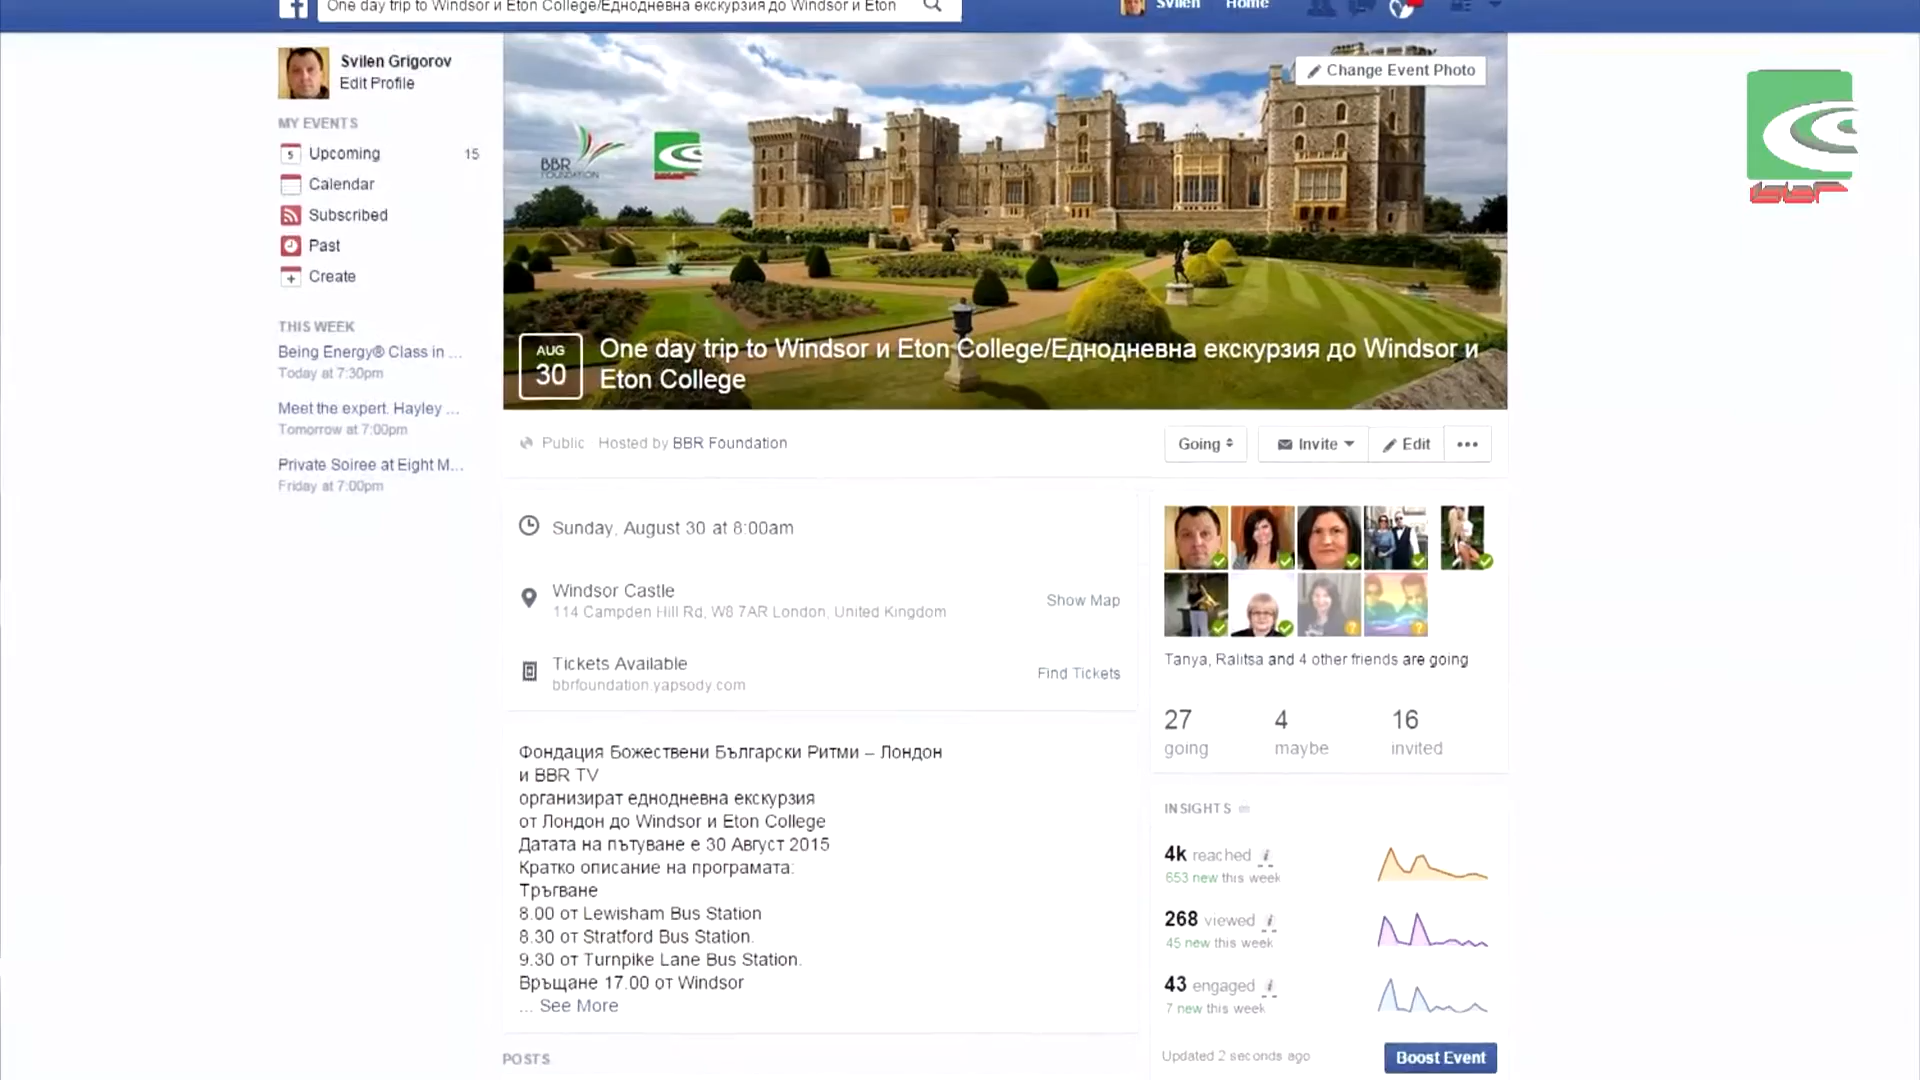 One day trip to Windsor и Eton College/Еднодневна екскурзия до Windsor и Eton
Svilen
Home
Svilen Grigorov
Edit Profile
MY EVENTS
5 Upcoming 15
Calendar
Subscribed
Past
Create
THIS WEEK
Being Energy® Class in ...
Today at 7:30pm
Meet the expert. Hayley ...
Tomorrow at 7:00pm
Private Soiree at Eight M...
Friday at 7:00pm
Change Event Photo
BBR
FOUNDATION
AUG
30
One day trip to Windsor и Eton College/Еднодневна екскурзия до Windsor и
Eton College
Public Hosted by BBR Foundation
Going
Invite
Edit
Sunday, August 30 at 8:00am
Windsor Castle
114 Campden Hill Rd, W8 7AR London, United Kingdom
Show Map
Tickets Available
bbrfoundation.yapsody.com
Find Tickets
Фондация Божествени Български Ритми – Лондон
и BBR TV
организират еднодневна екскурзия
от Лондон до Windsor и Eton College
Датата на пътуване е 30 Август 2015
Кратко описание на програмата:
Тръгване
8.00 от Lewisham Bus Station
8.30 от Stratford Bus Station.
9.30 от Turnpike Lane Bus Station.
Връщане 17.00 от Windsor
... See More
POSTS
Tanya, Ralitsa and 4 other friends are going
27 4 16
going maybe invited
INSIGHTS
4k reached
653 new this week
268 viewed
45 new this week
43 engaged
7 new this week
Updated 2 seconds ago
Boost Event